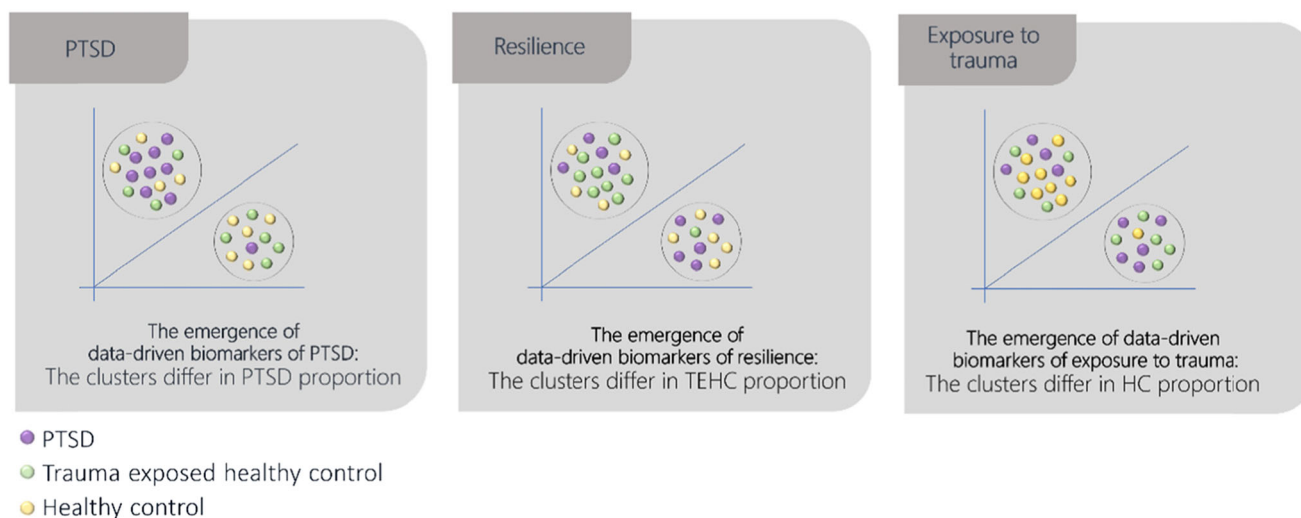 PTSD
The emergence of
data-driven biomarkers of PTSD:
The clusters differ in PTSD proportion
Resilience
The emergence of
data-driven biomarkers of resilience:
The clusters differ in TEHC proportion
Exposure to
trauma
The emergence of data-driven
biomarkers of exposure to trauma:
The clusters differ in HC proportion
PTSD
Trauma exposed healthy control
Healthy control